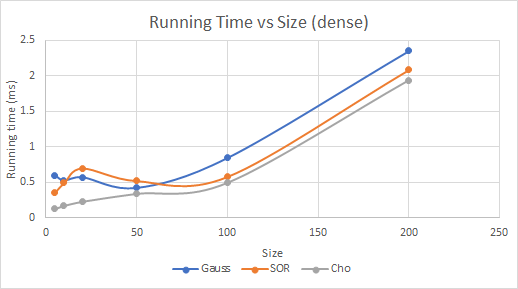 Running Time vs Size (dense)
Running time (ms)
2.5
2
1.5
1
0.5
0
0 50 100 150 200 250
Size
Gauss SOR Cho